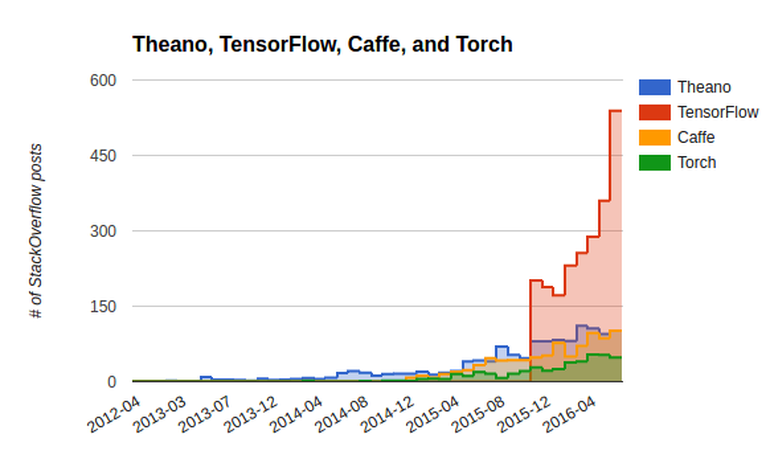 Theano, TensorFlow, Caffe, and Torch
# of StackOverflow posts
600
450
300
150
0
2012-04
2013-03
2013-07
2013-12
2014-04
2014-08
2014-12
2015-04
2015-08
2015-12
2016-04
Theano
TensorFlow
Caffe
Torch